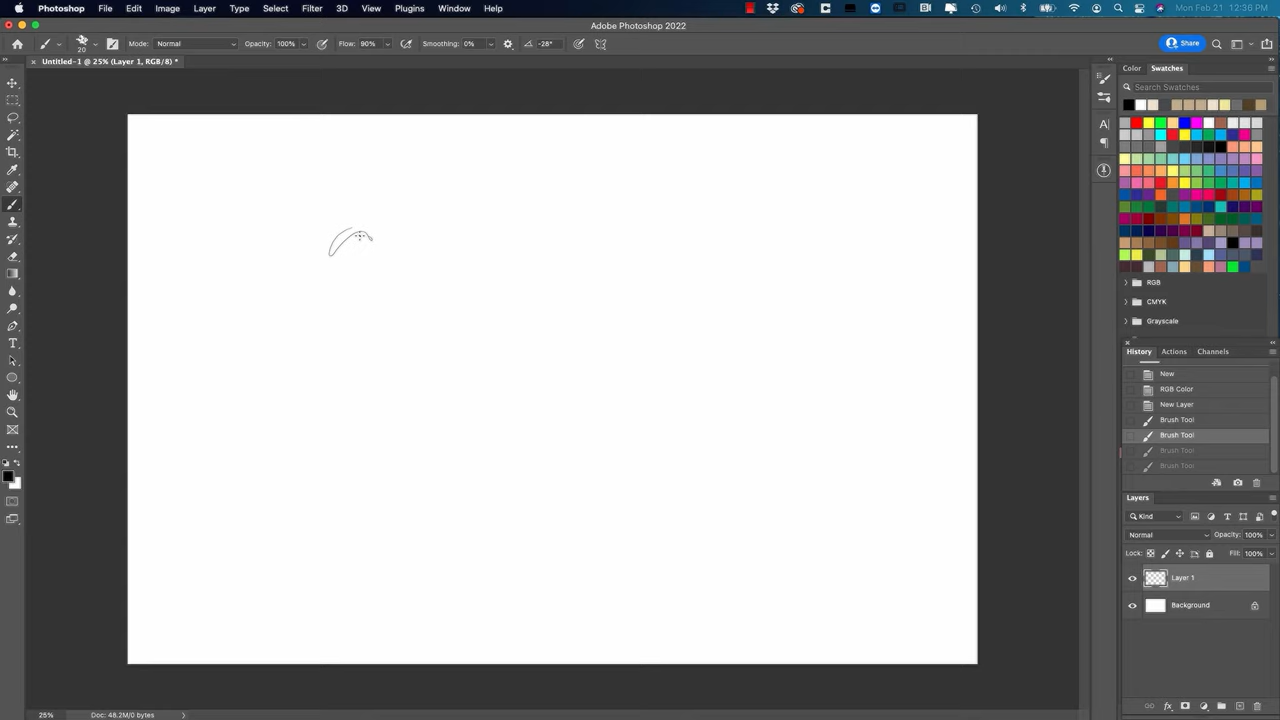 Photoshop File Edit Image Layer Type Select Filter 3D View Plugins Window Help Mon Feb 21 12:36 PM
Adobe Photoshop 2022
20 Mode: Normal Opacity: 100% Flow: 90% Smoothing: 0% -28° Share
Untitled-1 @ 25% (Layer 1, RGB/8) *
Color Swatches
Search Swatches
RGB
CMYK
Grayscale
History Actions Channels
New
RGB Color
New Layer
Brush Tool
Brush Tool
Brush Tool
Brush Tool
Layers
Kind
Normal Opacity: 100%
Lock: Fill: 100%
Layer 1
Background
25% Doc: 48.2M/0 bytes